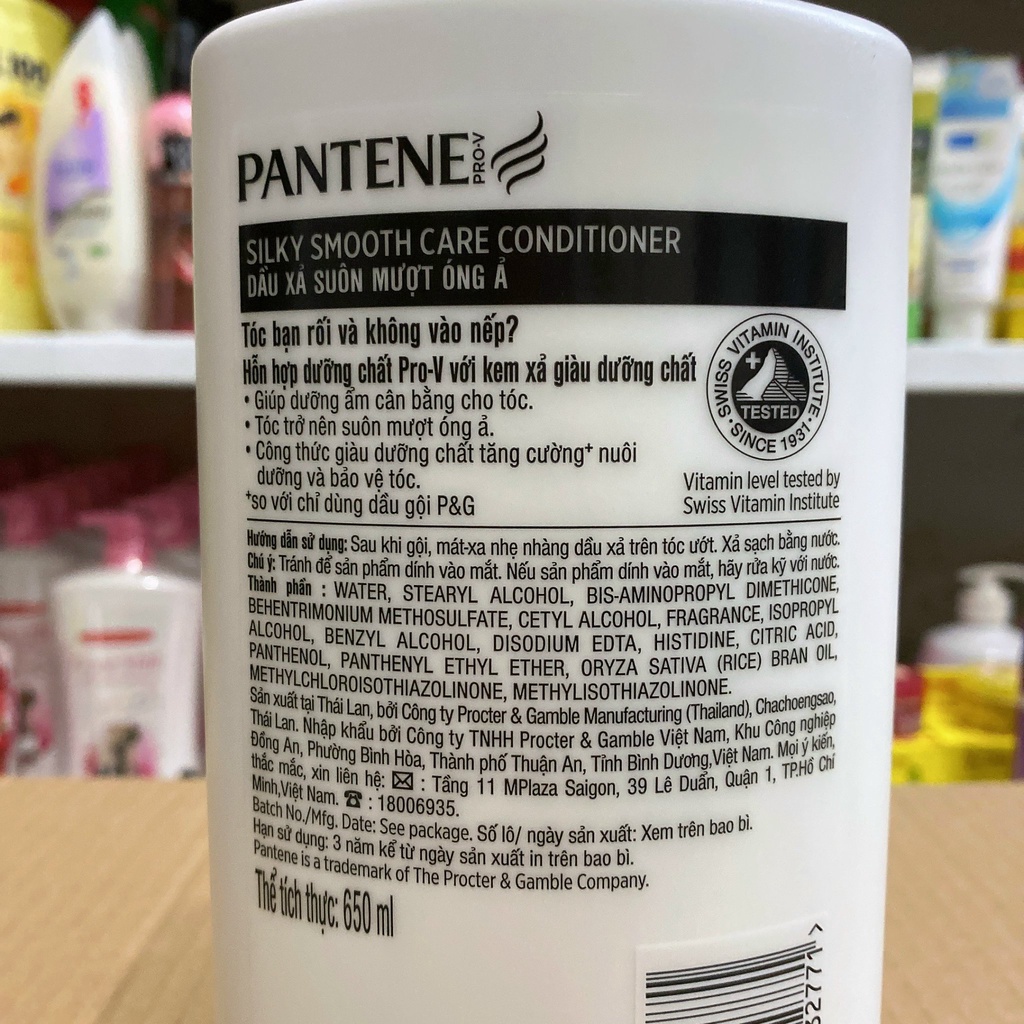 PANTENE PRO-V
SILKY SMOOTH CARE CONDITIONER
DẦU XẢ SUÔN MƯỢT ÓNG Ả
Tóc bạn rối và không vào nếp?
Hỗn hợp dưỡng chất Pro-V với kem xả giàu dưỡng chất
• Giúp dưỡng ẩm cân bằng cho tóc.
• Tóc trở nên suôn mượt óng ả.
• Công thức giàu dưỡng chất tăng cường⁺ nuôi
dưỡng và bảo vệ tóc.
⁺so với chỉ dùng dầu gội P&G
SWISS VITAMIN INSTITUTE
TESTED
SINCE 1931
Vitamin level tested by
Swiss Vitamin Institute
Hướng dẫn sử dụng: Sau khi gội, mát-xa nhẹ nhàng dầu xả trên tóc ướt. Xả sạch bằng nước.
Chú ý: Tránh để sản phẩm dính vào mắt. Nếu sản phẩm dính vào mắt, hãy rửa kỹ với nước.
Thành phần : WATER, STEARYL ALCOHOL, BIS-AMINOPROPYL DIMETHICONE,
BEHENTRIMONIUM METHOSULFATE, CETYL ALCOHOL, FRAGRANCE, ISOPROPYL
ALCOHOL, BENZYL ALCOHOL, DISODIUM EDTA, HISTIDINE, CITRIC ACID,
PANTHENOL, PANTHENYL ETHYL ETHER, ORYZA SATIVA (RICE) BRAN OIL,
METHYLCHLOROISOTHIAZOLINONE, METHYLISOTHIAZOLINONE.
Sản xuất tại Thái Lan, bởi Công ty Procter & Gamble Manufacturing (Thailand), Chachoengsao,
Thái Lan. Nhập khẩu bởi Công ty TNHH Procter & Gamble Việt Nam, Khu Công nghiệp
Đồng An, Phường Bình Hòa, Thành phố Thuận An, Tỉnh Bình Dương,Việt Nam. Mọi ý kiến,
thắc mắc, xin liên hệ: ✉ : Tầng 11 MPlaza Saigon, 39 Lê Duẩn, Quận 1, TP.Hồ Chí
Minh,Việt Nam. ☎ : 18006935.
Batch No./Mfg. Date: See package. Số lô/ ngày sản xuất: Xem trên bao bì.
Hạn sử dụng: 3 năm kể từ ngày sản xuất in trên bao bì.
Pantene is a trademark of The Procter & Gamble Company.
Thể tích thực: 650 ml